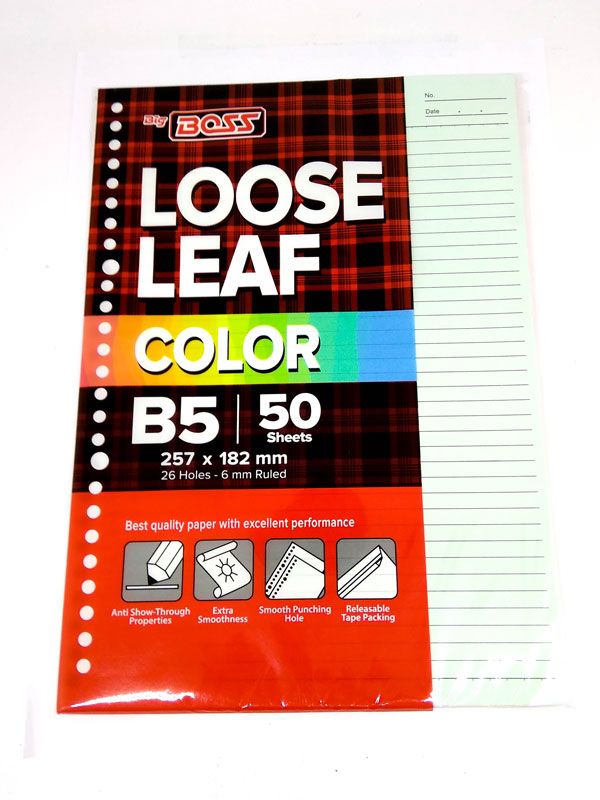 Big BOSS
No.
Date . .
LOOSE
LEAF
COLOR
B5 | 50
Sheets
257 x 182 mm
26 Holes - 6 mm Ruled
Best quality paper with excellent performance
Anti Show-Through
Properties
Extra
Smoothness
Smooth Punching
Hole
Releasable
Tape Packing